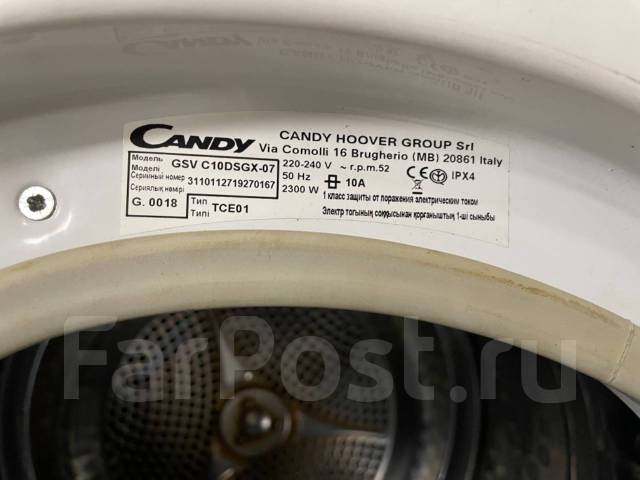 CANDY
CANDY HOOVER GROUP Srl
Via Comolli 16 Brugherio (MB) 20861 Italy
Модель
Моделі
GSV C10DSGX-07
Серийный номер
Сериялық нөмірі
3110112719270167
G. 0018
Тип
Типі
TCE01
220-240 V ~ r.p.m.52
50 Hz
2300 W
10A
CE
IPX4
1 класс защиты от поражения электрическим током
Электр тогының соққысынан қорғаныштың 1-ші сыныбы
FarPost.ru